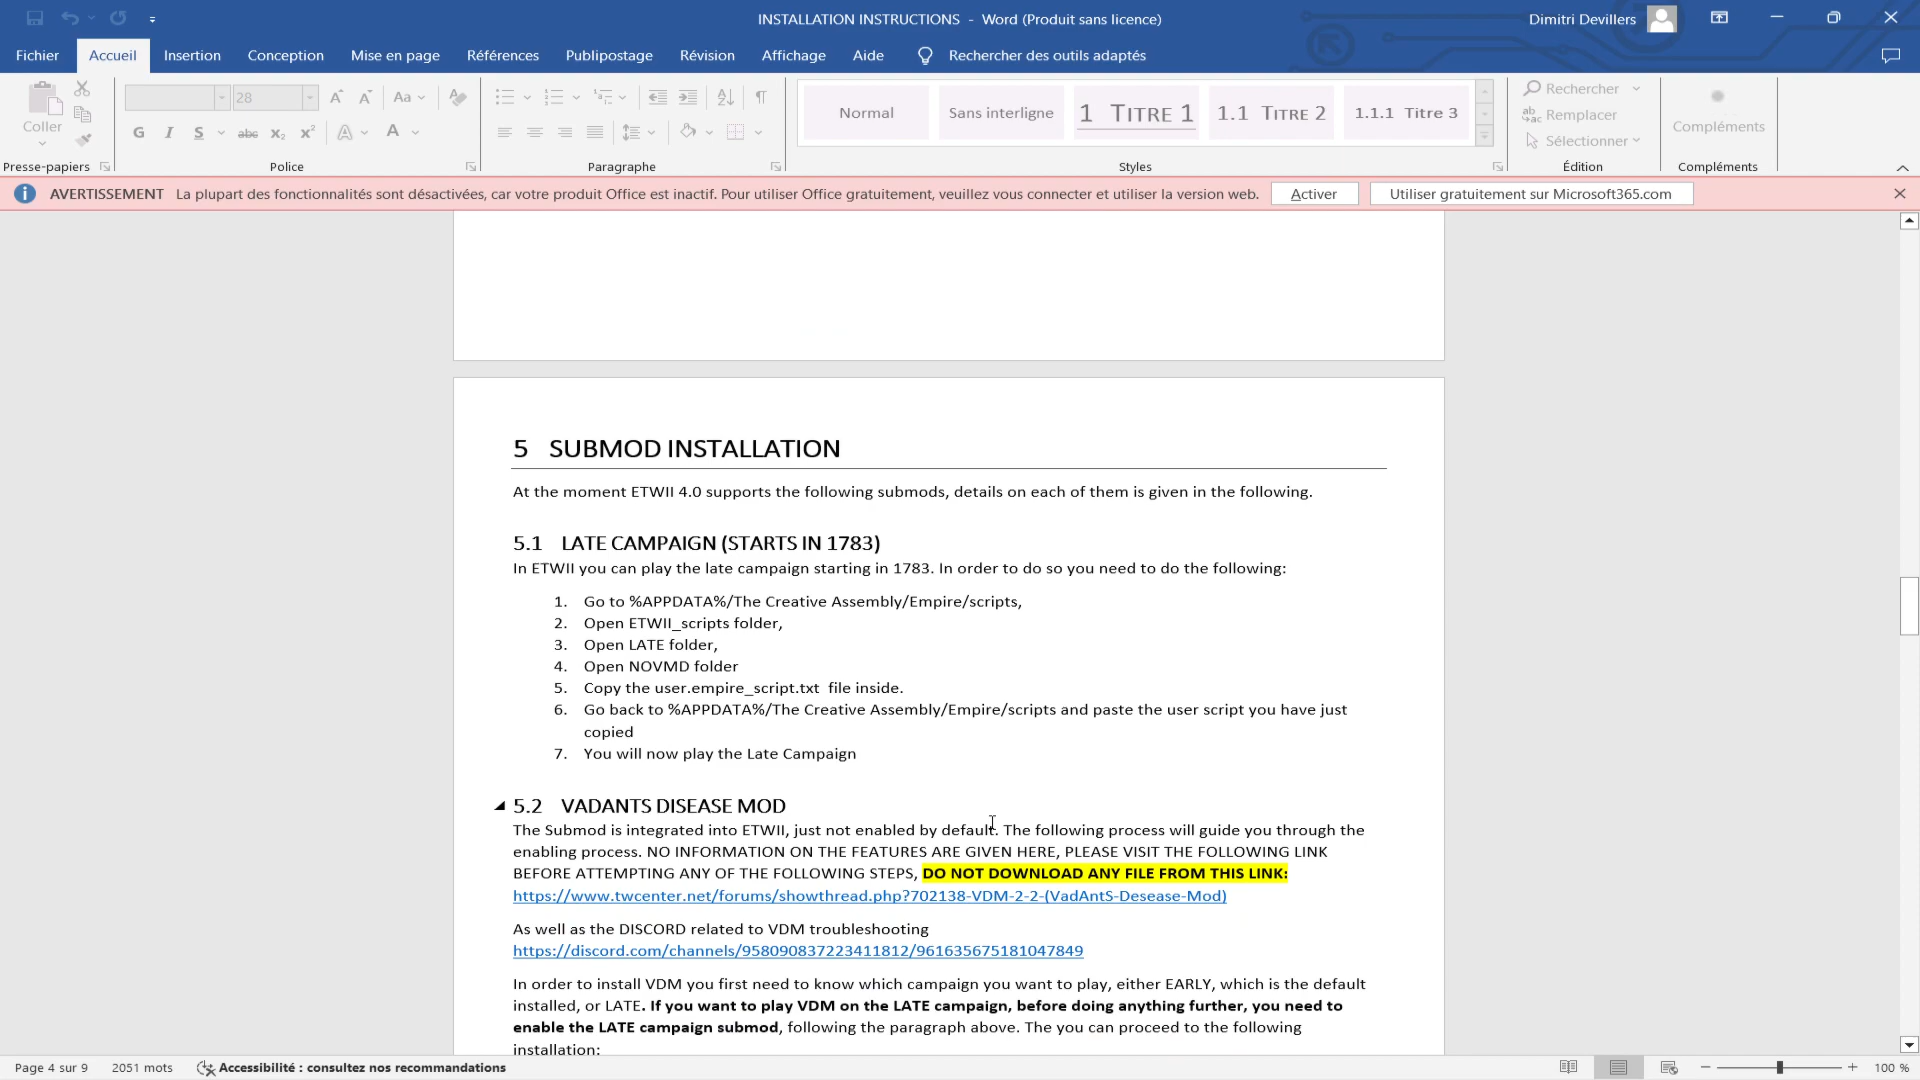 INSTALLATION INSTRUCTIONS - Word (Produit sans licence)
Dimitri Devillers
Fichier Accueil Insertion Conception Mise en page Références Publipostage Révision Affichage Aide Rechercher des outils adaptés
Coller
28
Aa
G I S abc x₂ x² A A
Normal
Sans interligne
1 TITRE 1
1.1 TITRE 2
1.1.1 Titre 3
Rechercher
Remplacer
Sélectionner
Compléments
Presse-papiers Police Paragraphe Styles Édition Compléments
AVERTISSEMENT La plupart des fonctionnalités sont désactivées, car votre produit Office est inactif. Pour utiliser Office gratuitement, veuillez vous connecter et utiliser la version web. Activer Utiliser gratuitement sur Microsoft365.com
5 SUBMOD INSTALLATION
At the moment ETWII 4.0 supports the following submods, details on each of them is given in the following.
5.1 LATE CAMPAIGN (STARTS IN 1783)
In ETWII you can play the late campaign starting in 1783. In order to do so you need to do the following:
1. Go to %APPDATA%/The Creative Assembly/Empire/scripts,
2. Open ETWII_scripts folder,
3. Open LATE folder,
4. Open NOVMD folder
5. Copy the user.empire_script.txt file inside.
6. Go back to %APPDATA%/The Creative Assembly/Empire/scripts and paste the user script you have just
copied
7. You will now play the Late Campaign
5.2 VADANTS DISEASE MOD
The Submod is integrated into ETWII, just not enabled by default. The following process will guide you through the
enabling process. NO INFORMATION ON THE FEATURES ARE GIVEN HERE, PLEASE VISIT THE FOLLOWING LINK
BEFORE ATTEMPTING ANY OF THE FOLLOWING STEPS, DO NOT DOWNLOAD ANY FILE FROM THIS LINK:
https://www.twcenter.net/forums/showthread.php?702138-VDM-2-2-(VadAntS-Desease-Mod)
As well as the DISCORD related to VDM troubleshooting
https://discord.com/channels/958090837223411812/961635675181047849
In order to install VDM you first need to know which campaign you want to play, either EARLY, which is the default
installed, or LATE. If you want to play VDM on the LATE campaign, before doing anything further, you need to
enable the LATE campaign submod, following the paragraph above. The you can proceed to the following
installation:
Page 4 sur 9 2051 mots Accessibilité : consultez nos recommandations 100 %